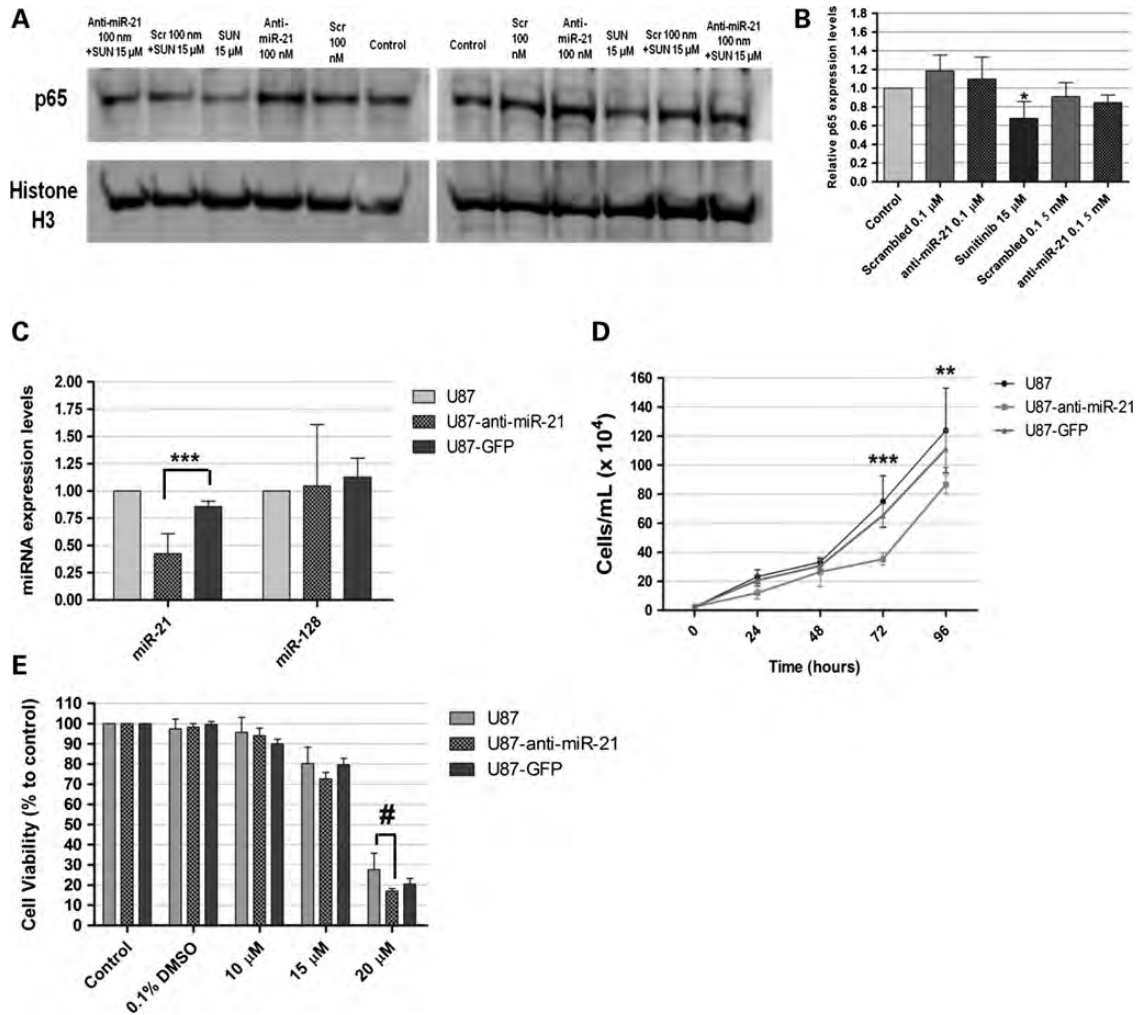 A
Anti-miR-21
100 nm
+SUN 15 µM
Scr 100 nm
+SUN 15 µM
SUN
15 µM
Anti-
miR-21
100 nM
Scr
100
nM
Control
Control
Scr
100
nM
Anti-
miR-21
100 nM
SUN
15 µM
Scr 100 nm
+SUN 15 µM
Anti-miR-21
100 nm
+SUN 15 µM
p65
Histone
H3
B
Relative p65 expression levels
1.8
1.6
1.4
1.2
1.0
0.8
0.6
0.4
0.2
0.0
*
Control
Scrambled 0.1 µM
anti-miR-21 0.1 µM
Sunitinib 15 µM
Scrambled 0.1 5 mM
anti-miR-21 0.1 5 mM
C
miRNA expression levels
2.00
1.75
1.50
1.25
1.00
0.75
0.50
0.25
0.00
***
miR-21
miR-128
U87
U87-anti-miR-21
U87-GFP
D
Cells/mL (x 10⁴)
160
140
120
100
80
60
40
20
0
***
**
0
24
48
72
96
Time (hours)
U87
U87-anti-miR-21
U87-GFP
E
Cell Viability (% to control)
110
100
90
80
70
60
50
40
30
20
10
0
#
Control
0.1% DMSO
10 µM
15 µM
20 µM
U87
U87-anti-miR-21
U87-GFP